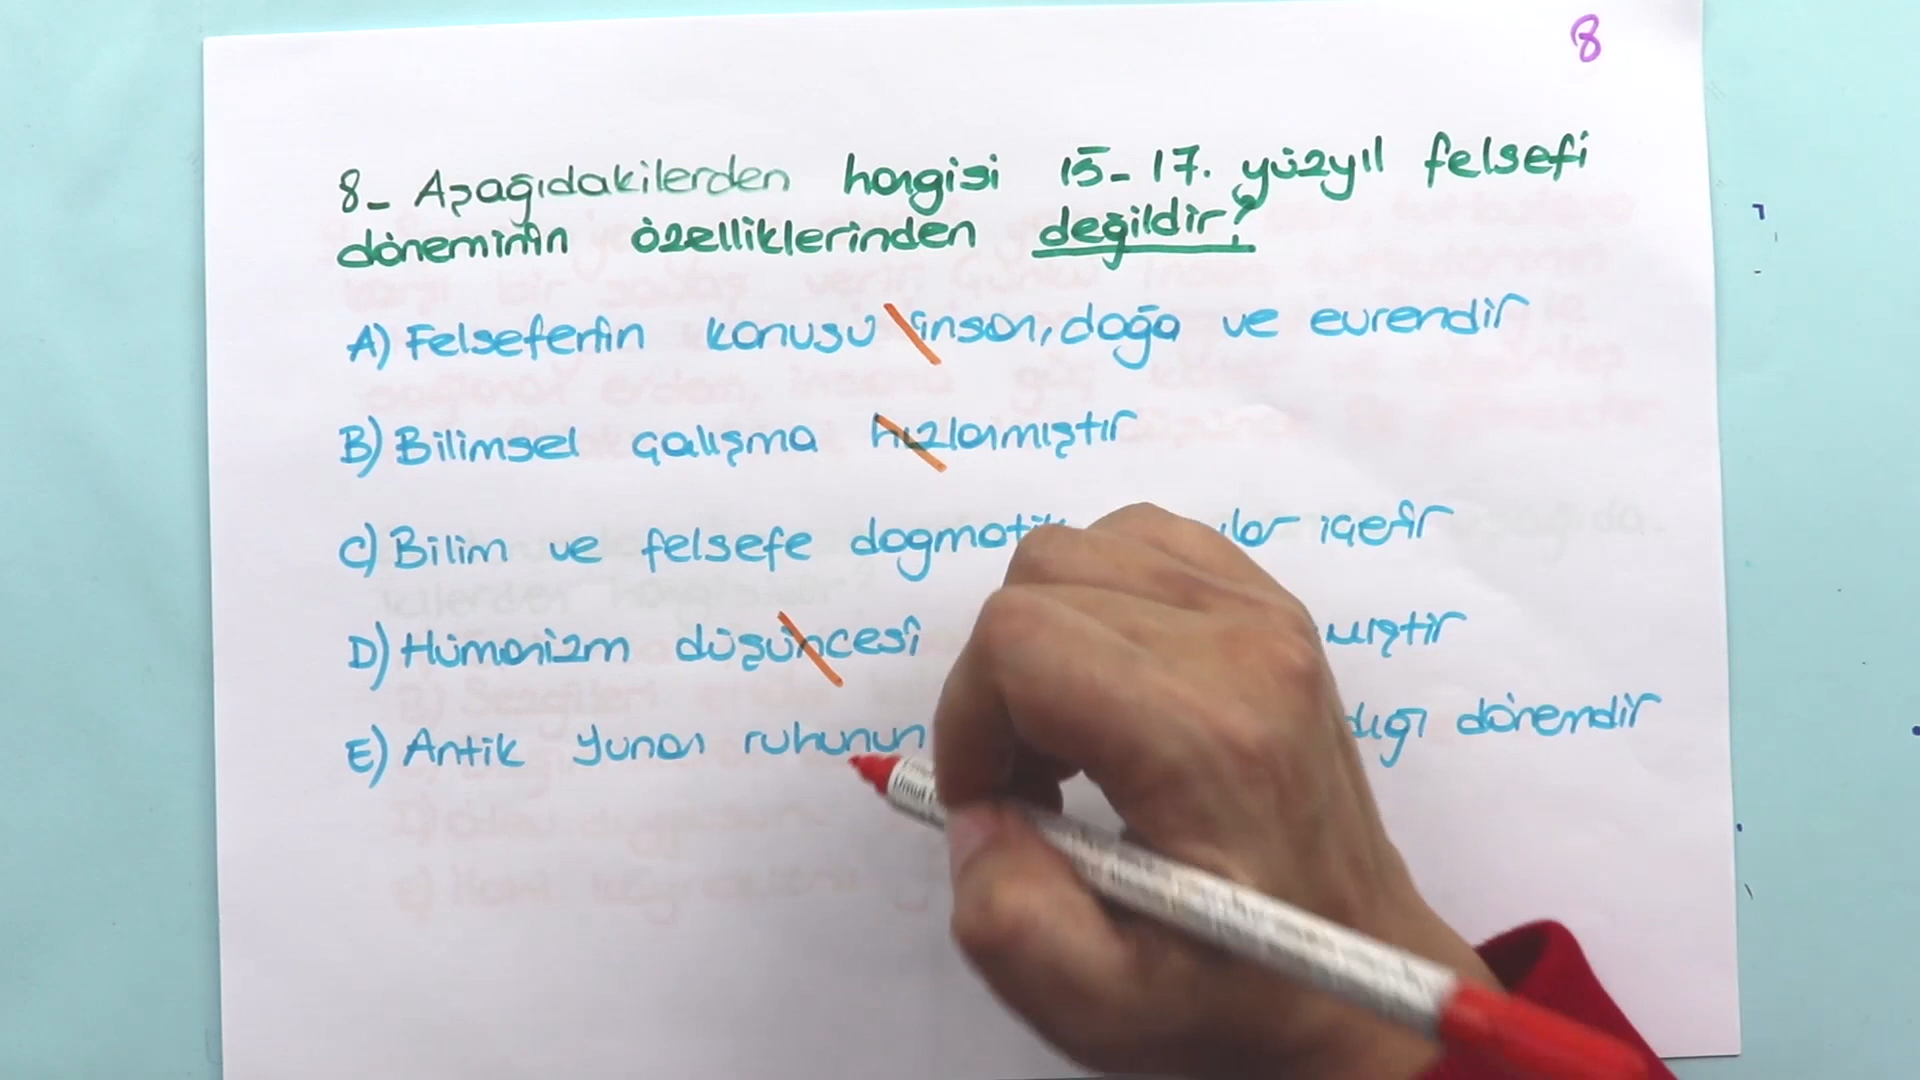 8
8- Aşağıdakilerden hangisi 15-17. yüzyıl felsefi
döneminin özelliklerinden değildir?
A) Felsefenin konusu insan, doğa ve evrendir
B) Bilimsel çalışma hızlanmıştır
C) Bilim ve felsefe içerir
D) Hümanizm düşüncesi
E) Antik Yunan ruhunun dönemdir